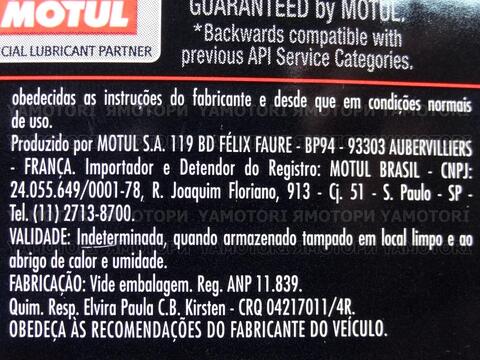 MOTUL
CIAL LUBRICANT PARTNER
GUARANTEED by MOTUL.
*Backwards compatible with
previous API Service Categories.
obedecidas as instruções do fabricante e desde que em condições normais
de uso.
Produzido por MOTUL S.A. 119 BD FÉLIX FAURE - BP94 - 93303 AUBERVILLIERS
- FRANÇA. Importador e Detendor do Registro: MOTUL BRASIL - CNPJ:
24.055.649/0001-78, R. Joaquim Floriano, 913 - Cj. 51 - S. Paulo - SP -
Tel. (11) 2713-8700.
YAMOTORI ЯМОТОРИ YAMOTORI ЯМОТОРИ YAMOTORI
VALIDADE: Indeterminada, quando armazenado tampado em local limpo e ao
abrigo de calor e umidade.
FABRICAÇÃO: Vide embalagem. Reg. ANP 11.839.
Quim. Resp. Elvira Paula C.B. Kirsten - CRQ 04217011/4R.
OBEDEÇA ÀS RECOMENDAÇÕES DO FABRICANTE DO VEÍCULO.